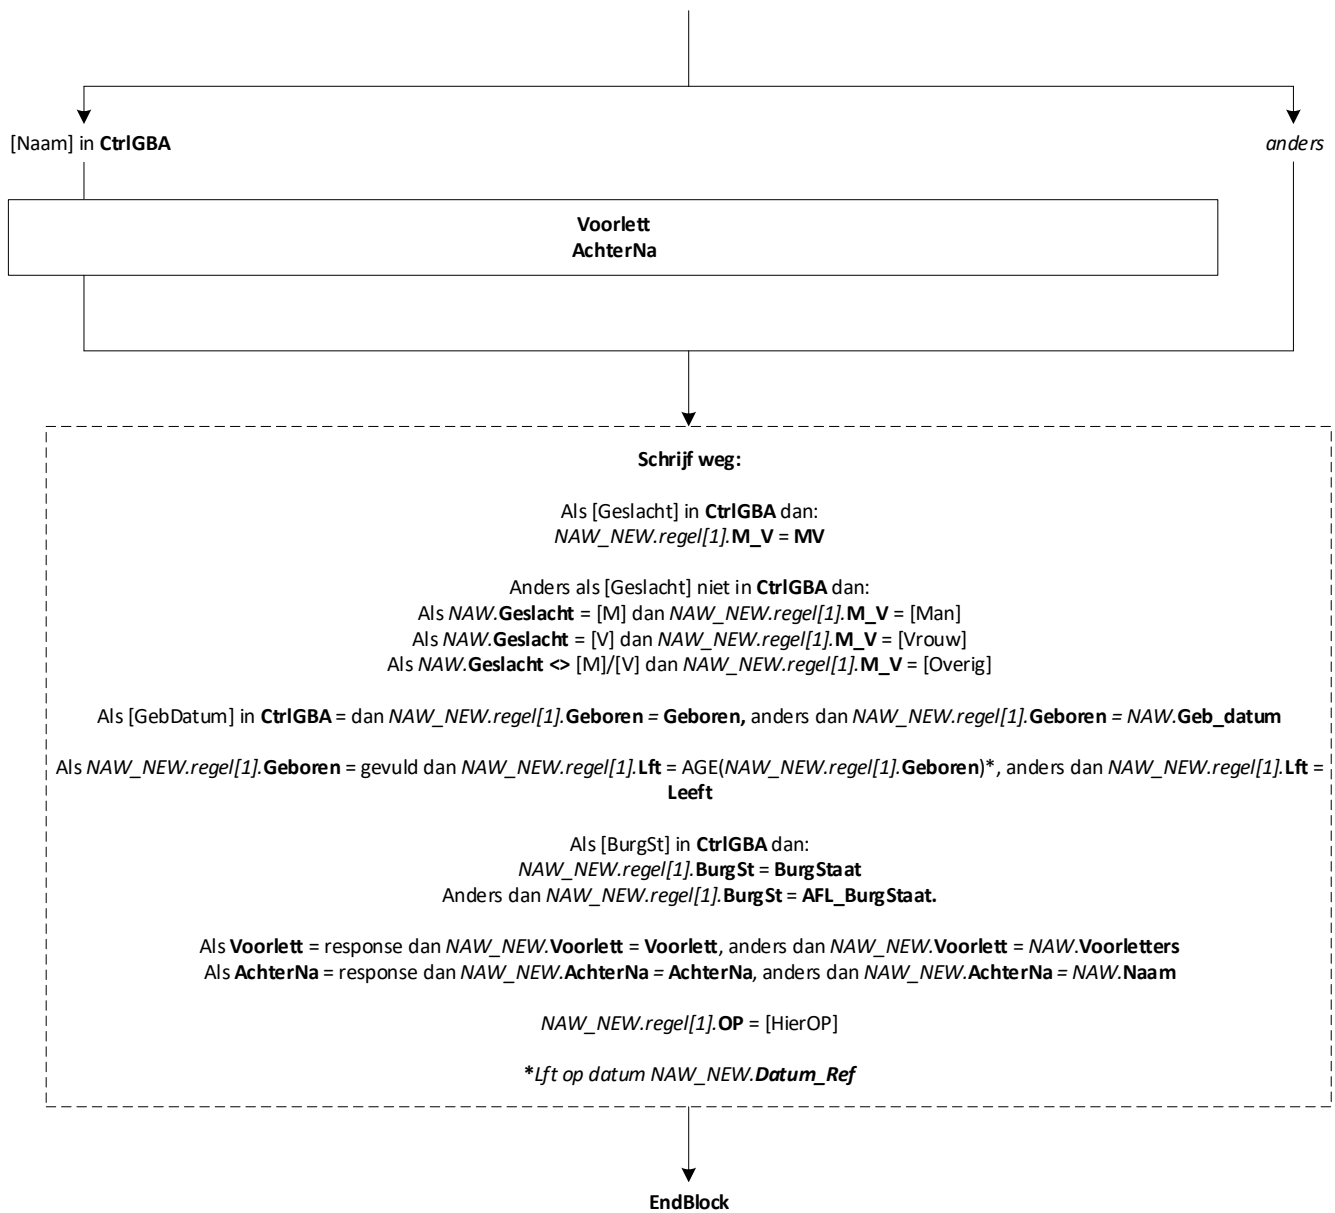 [Naam] in CtrlGBA
anders
Voorlett
AchterNa
Schrijf weg:
Als [Geslacht] in CtrlGBA dan:
NAW_NEW.regel[1].M_V = MV
Anders als [Geslacht] niet in CtrlGBA dan:
Als NAW.Geslacht = [M] dan NAW_NEW.regel[1].M_V = [Man]
Als NAW.Geslacht = [V] dan NAW_NEW.regel[1].M_V = [Vrouw]
Als NAW.Geslacht <> [M]/[V] dan NAW_NEW.regel[1].M_V = [Overig]
Als [GebDatum] in CtrlGBA = dan NAW_NEW.regel[1].Geboren = Geboren, anders dan NAW_NEW.regel[1].Geboren = NAW.Geb_datum
Als NAW_NEW.regel[1].Geboren = gevuld dan NAW_NEW.regel[1].Lft = AGE(NAW_NEW.regel[1].Geboren)*, anders dan NAW_NEW.regel[1].Lft =
Leeft
Als [BurgSt] in CtrlGBA dan:
NAW_NEW.regel[1].BurgSt = BurgStaat
Anders dan NAW_NEW.regel[1].BurgSt = AFL_BurgStaat.
Als Voorlett = response dan NAW_NEW.Voorlett = Voorlett, anders dan NAW_NEW.Voorlett = NAW.Voorletters
Als AchterNa = response dan NAW_NEW.AchterNa = AchterNa, anders dan NAW_NEW.AchterNa = NAW.Naam
NAW_NEW.regel[1].OP = [HierOP]
*Lft op datum NAW_NEW.Datum_Ref
EndBlock